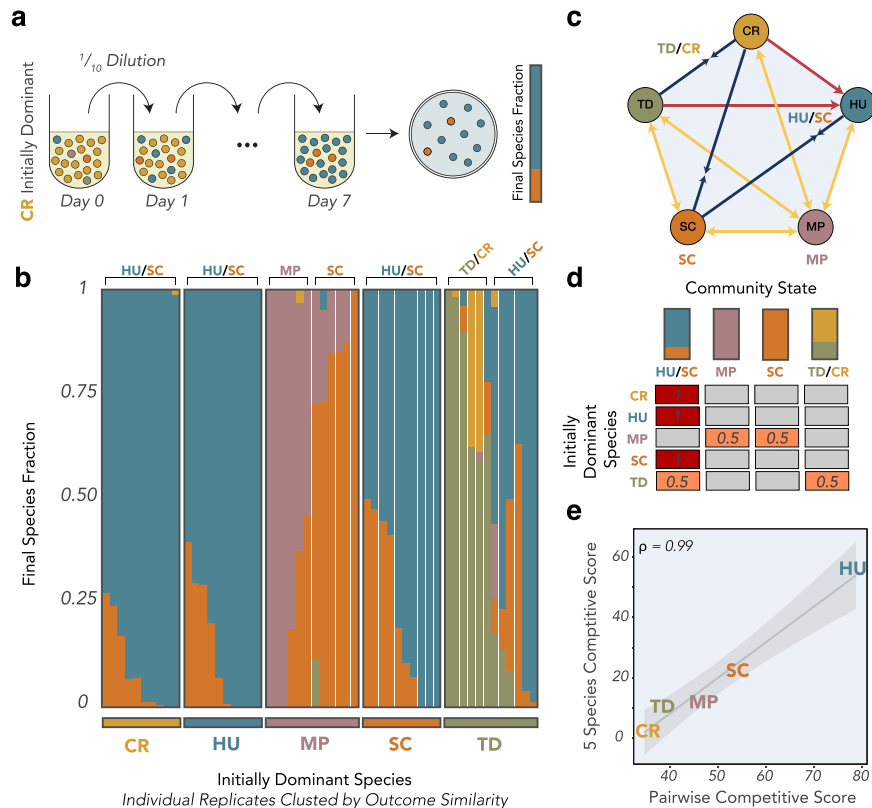 a
1/10 Dilution
CR Initially Dominant
...
Day 0
Day 1
Day 7
Final Species Fraction
b
HU/SC
HU/SC
MP
SC
HU/SC
TD/CR
HU/SC
1
0.75
0.50
0.25
0
Final Species Fraction
CR
HU
MP
SC
TD
Initially Dominant Species
Individual Replicates Clusted by Outcome Similarity
c
CR
TD/CR
TD
HU
HU/SC
SC
MP
SC
MP
d
Community State
HU/SC
MP
SC
TD/CR
Initially
Dominant
Species
CR
1
HU
1
MP
0.5
0.5
SC
1
TD
0.5
0.5
e
ρ = 0.99
5 Species Comptitive Score
60
40
20
0
HU
SC
MP
TD
CR
40
50
60
70
80
Pairwise Competitive Score